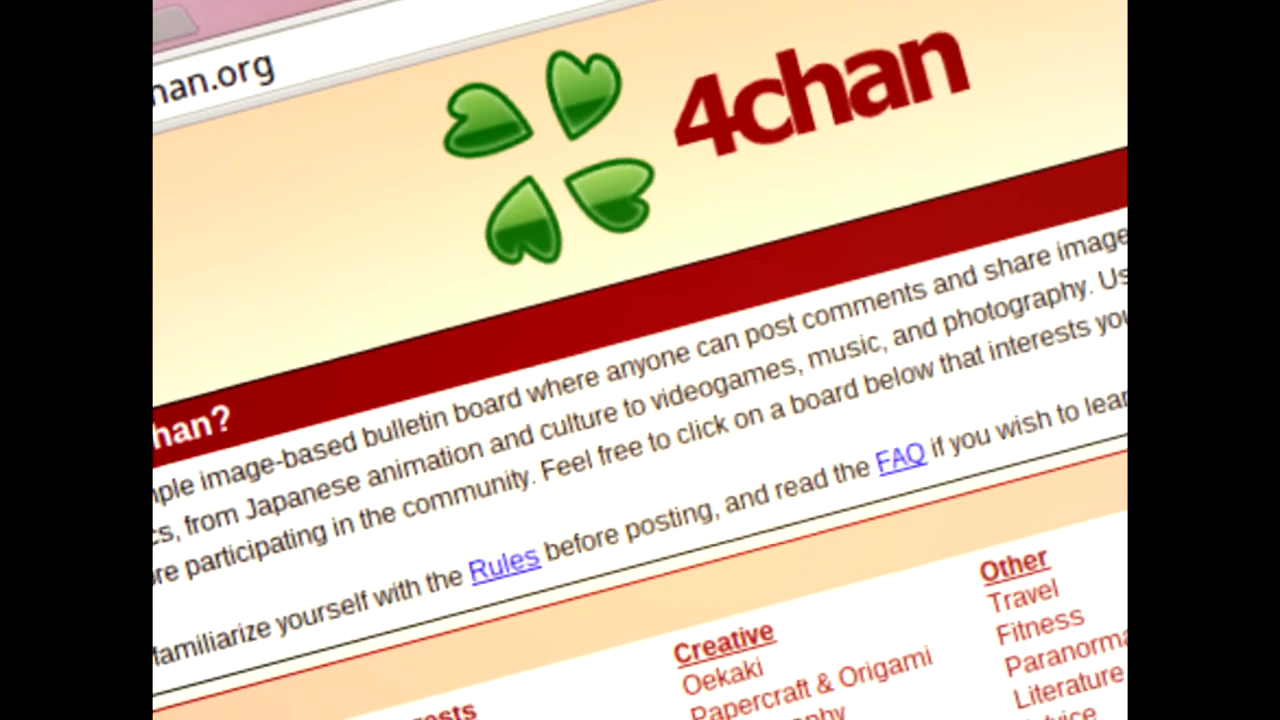 han.org
4chan
han?
mple image-based bulletin board where anyone can post comments and share image
cs, from Japanese animation and culture to videogames, music, and photography. Us
ore participating in the community. Feel free to click on a board below that interests you
familiarize yourself with the Rules before posting, and read the FAQ if you wish to lear
Creative
Oekaki
Papercraft & Origami
Other
Travel
Fitness
Paranorma
Literature